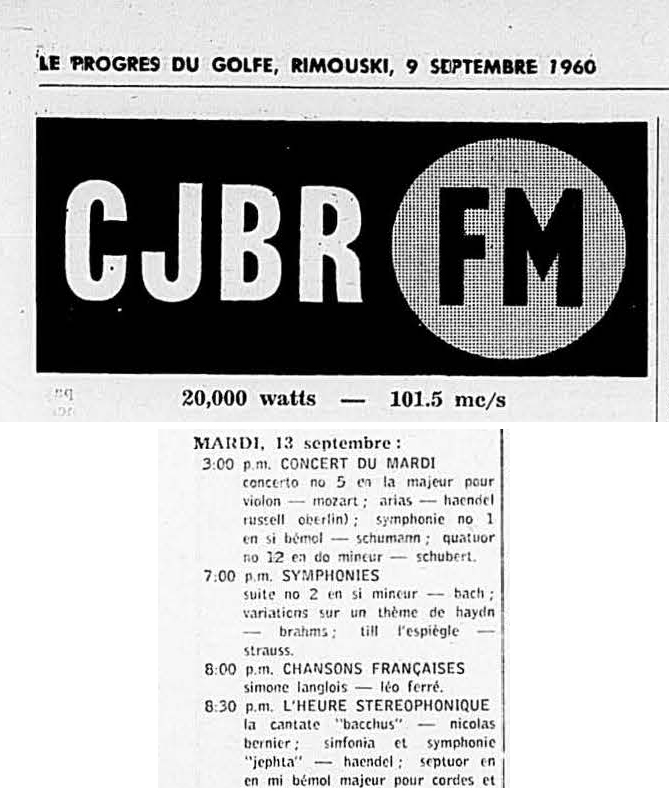 LE PROGRES DU GOLFE, RIMOUSKI, 9 SEPTEMBRE 1960
CJBR FM
20,000 watts — 101.5 mc/s
MARDI, 13 septembre :
3:00 p.m. CONCERT DU MARDI
concerto no 5 en la majeur pour
violon — mozart ; arias — haendel
russell oberlin) ; symphonie no 1
en si bémol — schumann ; quatuor
no 12 en do mineur — schubert.
7:00 p.m. SYMPHONIES
suite no 2 en si mineur — bach ;
variations sur un thème de haydn
— brahms ; till l'espiègle —
strauss.
8:00 p.m. CHANSONS FRANÇAISES
simone langlois — léo ferré.
8:30 p.m. L'HEURE STEREOPHONIQUE
la cantate "bacchus" — nicolas
bernier ; sinfonia et symphonie
"jephta" — haendel ; septuor en
en mi bémol majeur pour cordes et